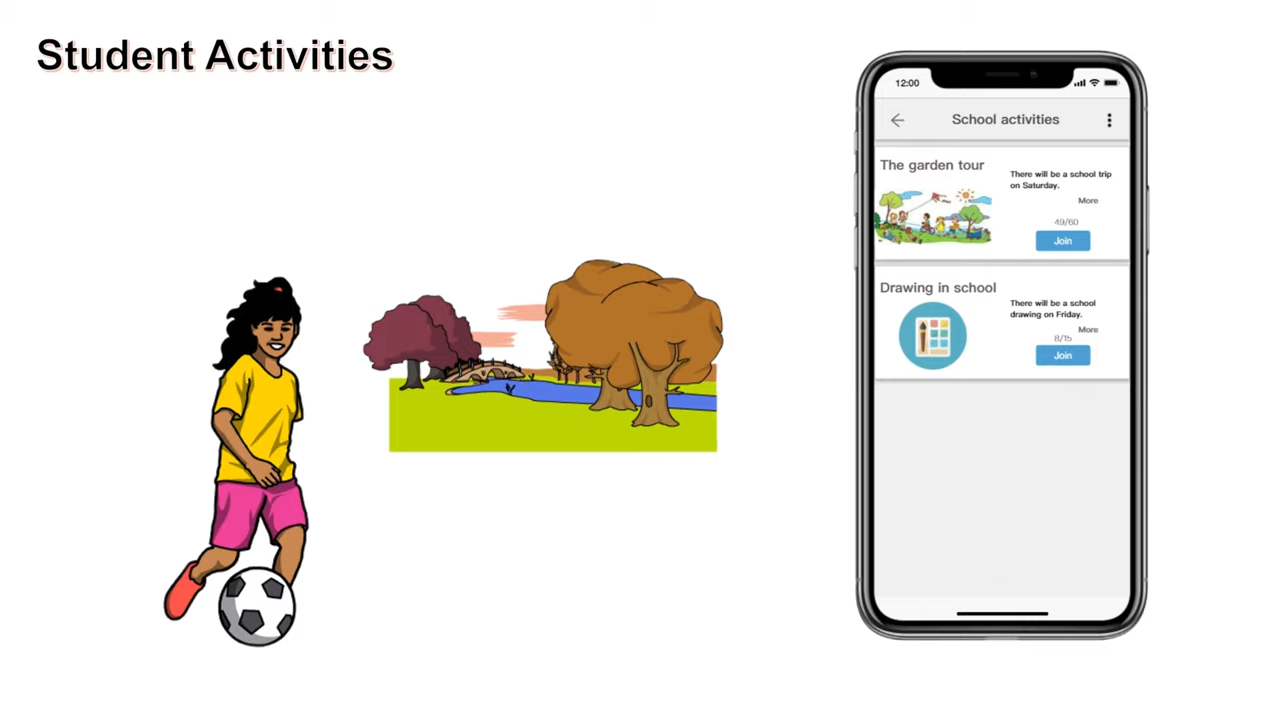 Student Activities
12:00
School activities
The garden tour
There will be a school trip
on Saturday.
More
49/60
Join
Drawing in school
There will be a school
drawing on Friday.
More
8/15
Join